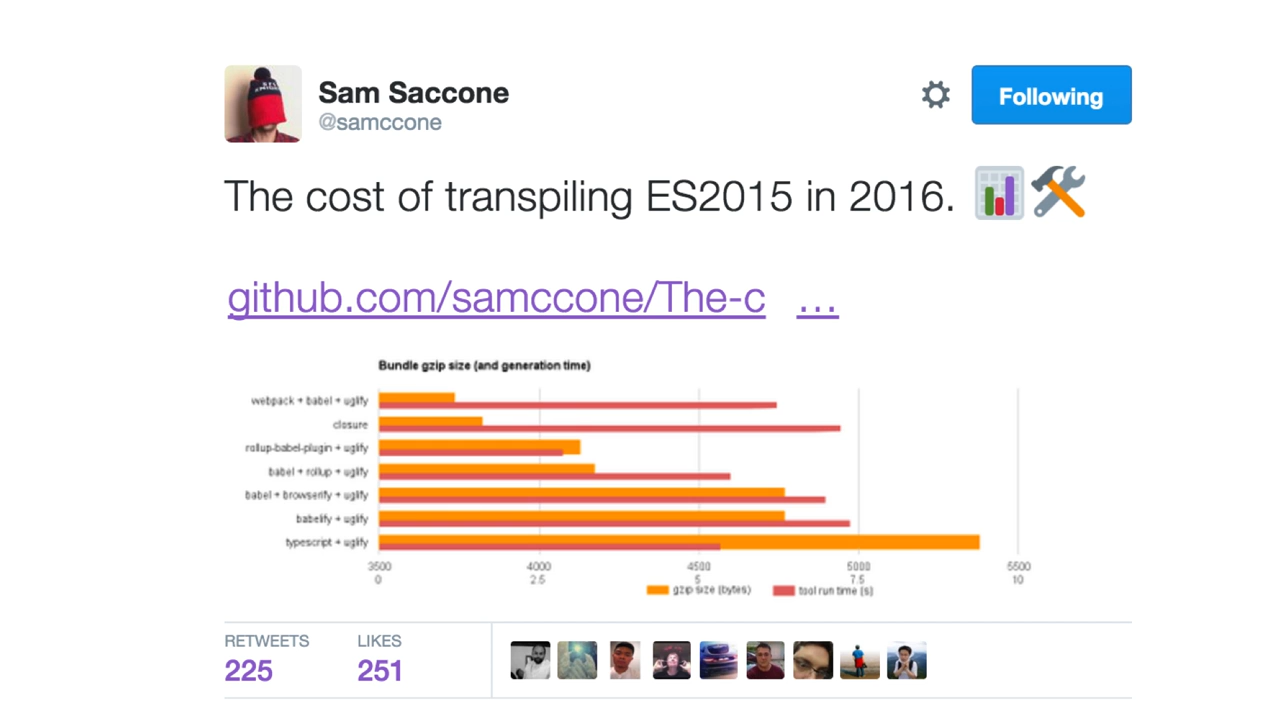 Sam Saccone
@samccone
Following
The cost of transpiling ES2015 in 2016. 📊🛠
github.com/samccone/The-c …
Bundle gzip size (and generation time)
webpack + babel + uglify
closure
rollup-babel-plugin + uglify
babel + rollup + uglify
babel + browserify + uglify
babelify + uglify
typescript + uglify
3500 4000 4500 5000 5500
0 2.5 5 7.5 10
gzip size (bytes) tool run time (s)
RETWEETS LIKES
225 251